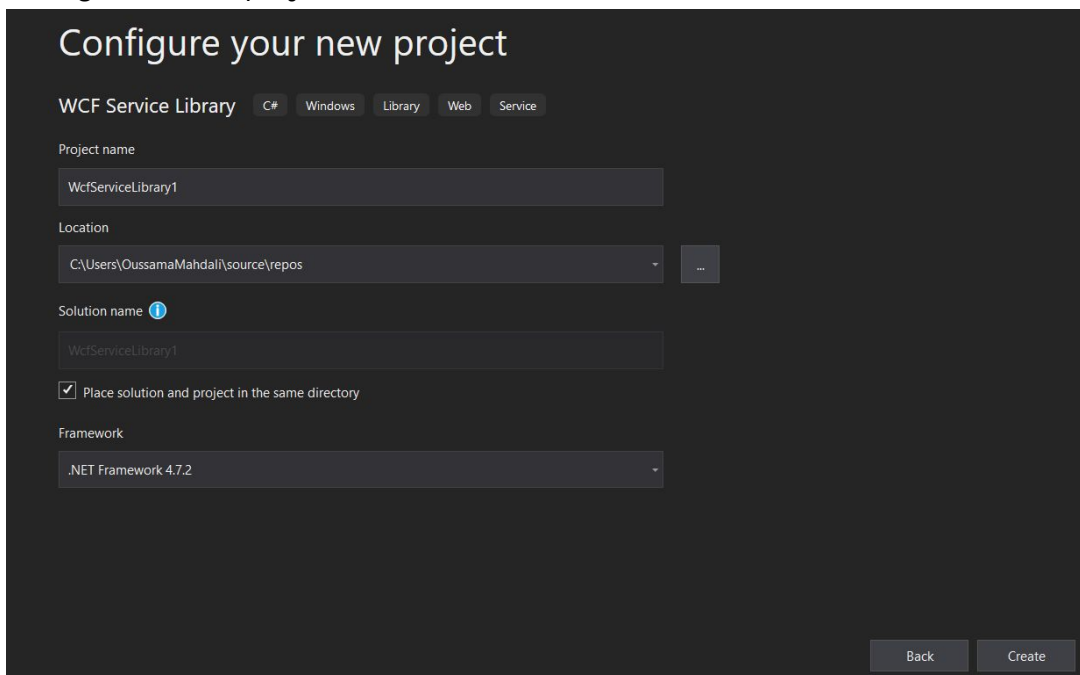 Configure your new project
WCF Service Library C# Windows Library Web Service
Project name
WcfServiceLibrary1
Location
C:\Users\OussamaMahdali\source\repos
...
Solution name
WcfServiceLibrary1
Place solution and project in the same directory
Framework
.NET Framework 4.7.2
Back Create